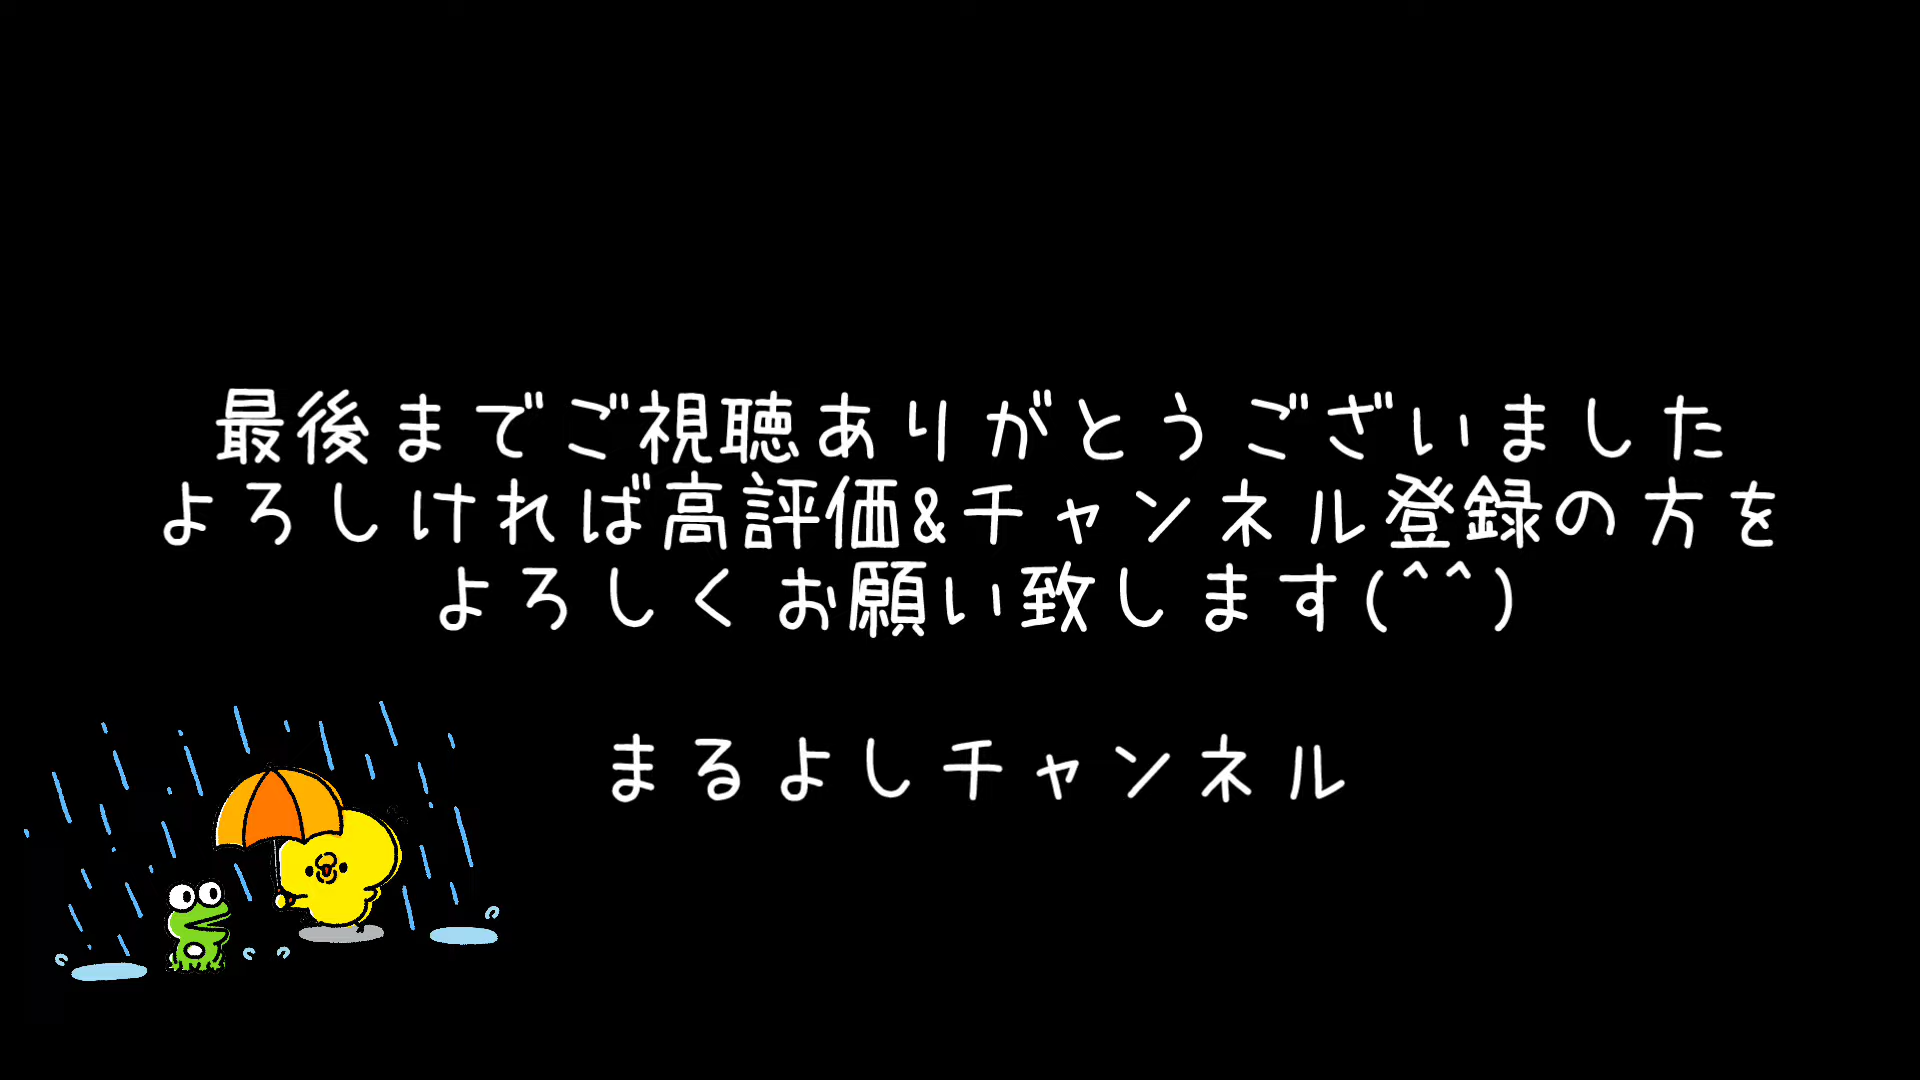 最後までご視聴ありがとうございました
よろしければ高評価&チャンネル登録の方を
よろしくお願い致します(^^)
まるよしチャンネル